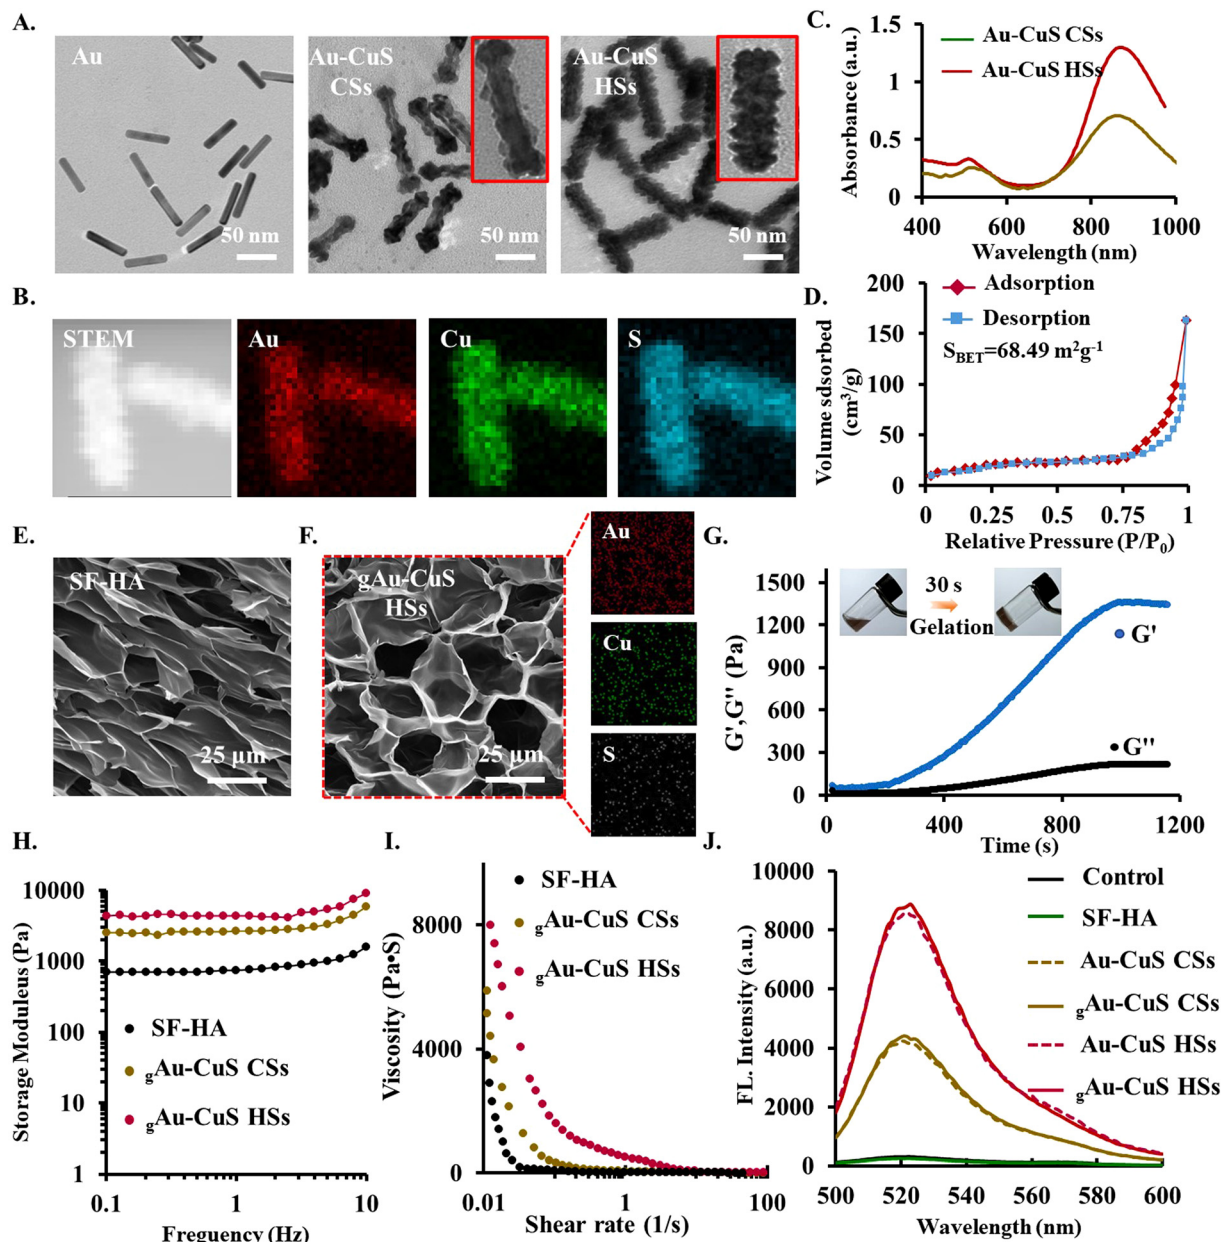 A.
Au
50 nm
Au-CuS
CSs
50 nm
Au-CuS
HSs
50 nm
C.
Absorbance (a.u.)
1.5
1
0.5
0
Au-CuS CSs
Au-CuS HSs
400
600
800
1000
Wavelength (nm)
B.
STEM
Au
Cu
S
D.
Volume sdsorbed
(cm³/g)
200
150
100
50
0
Adsorption
Desorption
S_BET=68.49 m²g⁻¹
0
0.25
0.5
0.75
1
Relative Pressure (P/P₀)
E.
SF-HA
25 µm
F.
gAu-CuS
HSs
25 µm
Au
Cu
S
G.
G',G'' (Pa)
1500
1200
900
600
300
0
30 s
Gelation
G'
G''
0
400
800
1200
Time (s)
H.
Storage Moduleus (Pa)
10000
1000
100
10
1
SF-HA
gAu-CuS CSs
gAu-CuS HSs
0.1
1
10
Freguency (Hz)
I.
Viscosity (Pa•S)
8000
4000
0
SF-HA
gAu-CuS CSs
gAu-CuS HSs
0.01
1
100
Shear rate (1/s)
J.
FL. Intensity (a.u.)
10000
8000
6000
4000
2000
0
Control
SF-HA
Au-CuS CSs
gAu-CuS CSs
Au-CuS HSs
gAu-CuS HSs
500
520
540
560
580
600
Wavelength (nm)